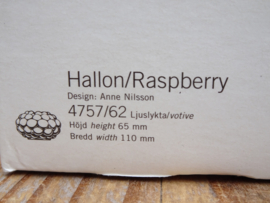 Hallon/Raspberry
Design: Anne Nilsson
4757/62 Ljuslykta/votive
Höjd height 65 mm
Bredd width 110 mm